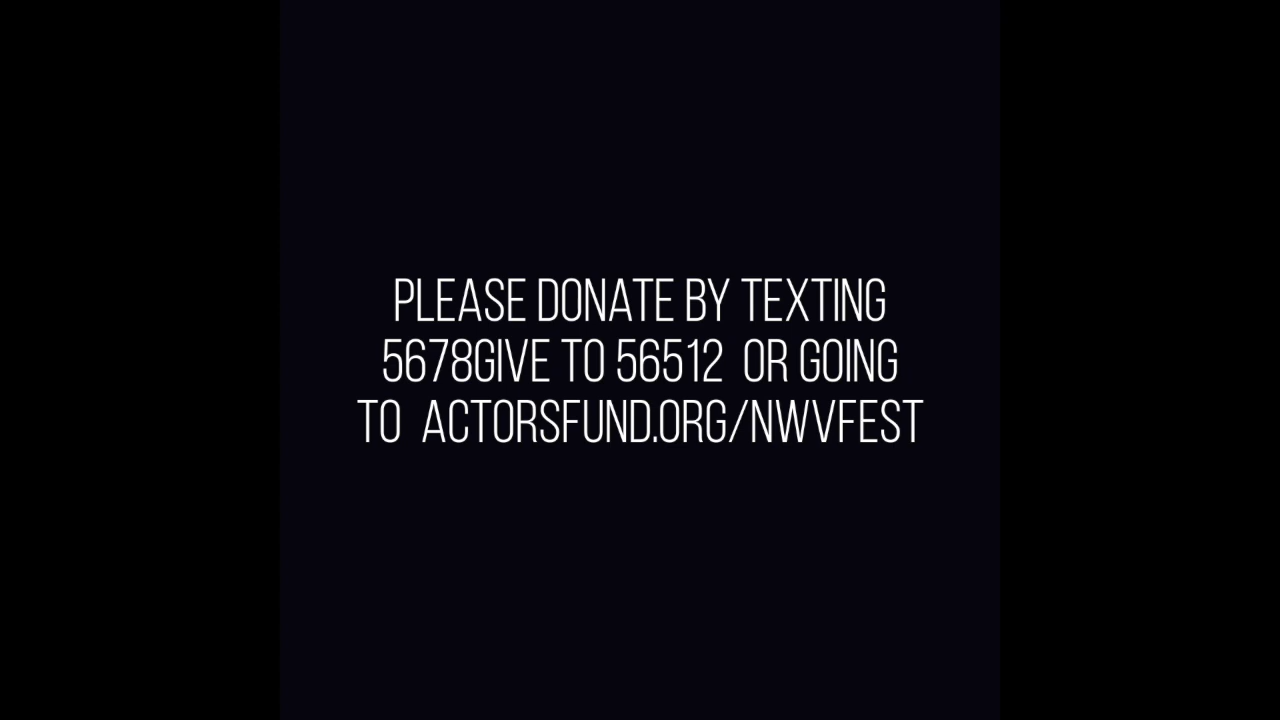 PLEASE DONATE BY TEXTING
5678GIVE TO 56512 OR GOING
TO ACTORSFUND.ORG/NWVFEST